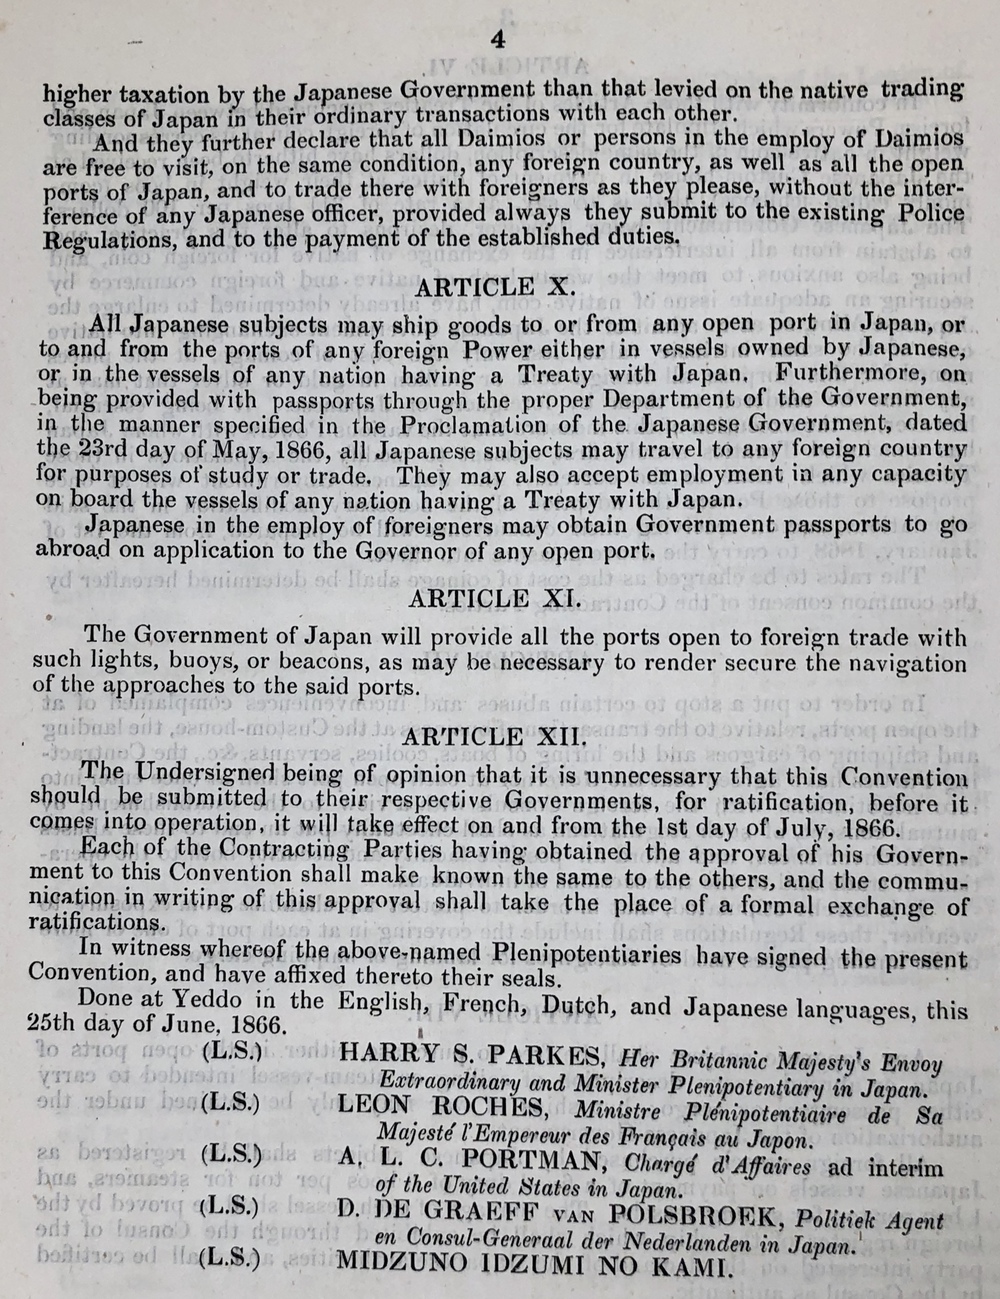 4
higher taxation by the Japanese Government than that levied on the native trading
classes of Japan in their ordinary transactions with each other.
And they further declare that all Daimios or persons in the employ of Daimios
are free to visit, on the same condition, any foreign country, as well as all the open
ports of Japan, and to trade there with foreigners as they please, without the inter-
ference of any Japanese officer, provided always they submit to the existing Police
Regulations, and to the payment of the established duties.
ARTICLE X.
All Japanese subjects may ship goods to or from any open port in Japan, or
to and from the ports of any foreign Power either in vessels owned by Japanese,
or in the vessels of any nation having a Treaty with Japan. Furthermore, on
being provided with passports through the proper Department of the Government,
in the manner specified in the Proclamation of the Japanese Government, dated
the 23rd day of May, 1866, all Japanese subjects may travel to any foreign country
for purposes of study or trade. They may also accept employment in any capacity
on board the vessels of any nation having a Treaty with Japan.
Japanese in the employ of foreigners may obtain Government passports to go
abroad on application to the Governor of any open port.
ARTICLE XI.
The Government of Japan will provide all the ports open to foreign trade with
such lights, buoys, or beacons, as may be necessary to render secure the navigation
of the approaches to the said ports.
ARTICLE XII.
The Undersigned being of opinion that it is unnecessary that this Convention
should be submitted to their respective Governments, for ratification, before it
comes into operation, it will take effect on and from the 1st day of July, 1866.
Each of the Contracting Parties having obtained the approval of his Govern-
ment to this Convention shall make known the same to the others, and the commu-
nication in writing of this approval shall take the place of a formal exchange of
ratifications.
In witness whereof the above-named Plenipotentiaries have signed the present
Convention, and have affixed thereto their seals.
Done at Yeddo in the English, French, Dutch, and Japanese languages, this
25th day of June, 1866.
(L.S.) HARRY S. PARKES, Her Britannic Majesty's Envoy
Extraordinary and Minister Plenipotentiary in Japan.
(L.S.) LEON ROCHES, Ministre Plénipotentiaire de Sa
Majesté l'Empereur des Français au Japon.
(L.S.) A. L. C. PORTMAN, Chargé d'Affaires ad interim
of the United States in Japan.
(L.S.) D. DE GRAEFF VAN POLSBROEK, Politiek Agent
en Consul-Generaal der Nederlanden in Japan.
(L.S.) MIDZUNO IDZUMI NO KAMI.